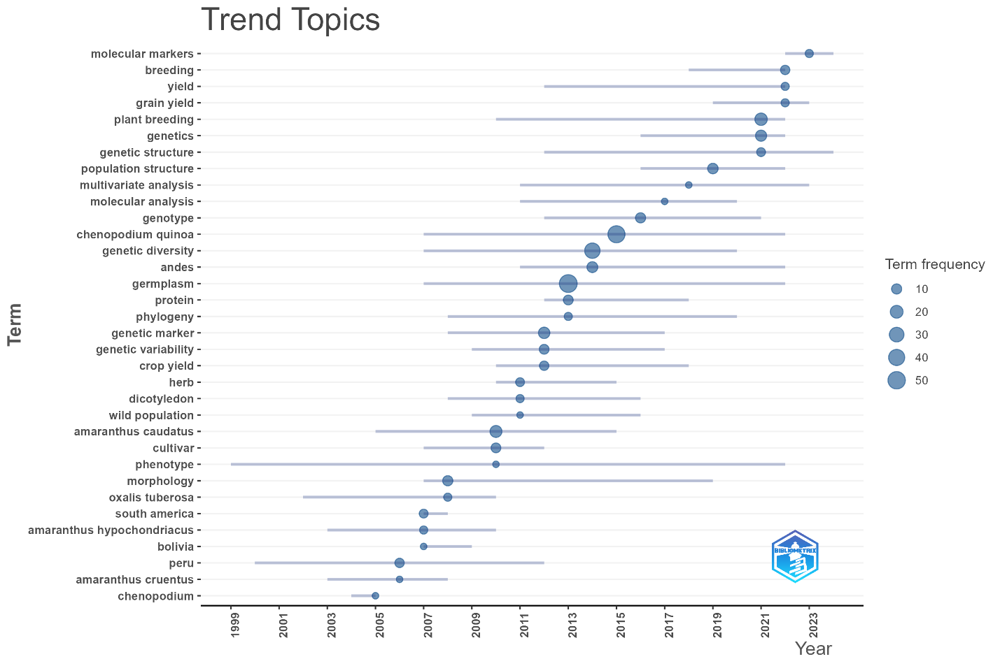 Trend Topics
molecular markers
breeding
yield
grain yield
plant breeding
genetics
genetic structure
population structure
multivariate analysis
molecular analysis
genotype
chenopodium quinoa
genetic diversity
andes
germplasm
protein
phylogeny
genetic marker
genetic variability
crop yield
herb
dicotyledon
wild population
amaranthus caudatus
cultivar
phenotype
morphology
oxalis tuberosa
south america
amaranthus hypochondriacus
bolivia
peru
amaranthus cruentus
chenopodium
Term
1999 2001 2003 2005 2007 2009 2011 2013 2015 2017 2019 2021 2023
Year
Term frequency
10
20
30
40
50
BIBLIOMETRIX